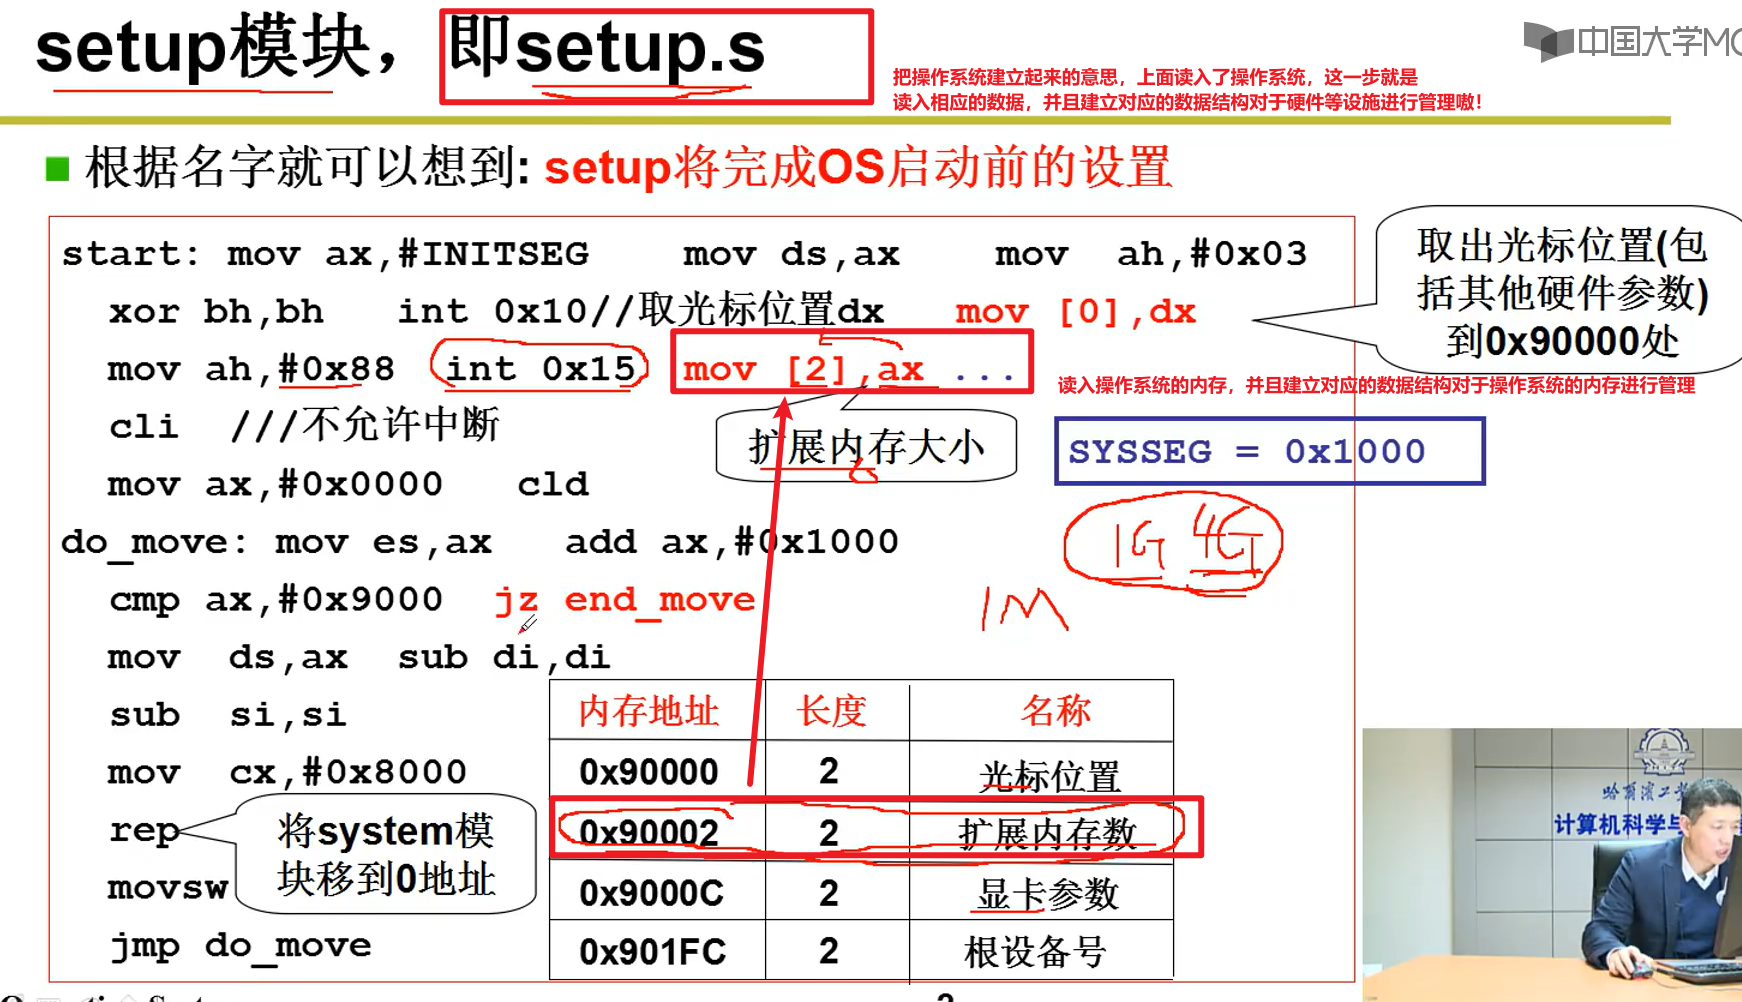 setup模块，即setup.s
中国大学MO
把操作系统建立起来的意思，上面读入了操作系统，这一步就是
读入相应的数据，并且建立对应的数据结构对于硬件等设施进行管理嗷！
根据名字就可以想到: setup将完成OS启动前的设置
start: mov ax,#INITSEG mov ds,ax mov ah,#0x03
xor bh,bh int 0x10//取光标位置dx mov [0],dx
mov ah,#0x88 int 0x15 mov [2],ax ...
cli ///不允许中断
mov ax,#0x0000 cld
do_move: mov es,ax add ax,#0x1000
cmp ax,#0x9000 jz end_move
mov ds,ax sub di,di
sub si,si
mov cx,#0x8000
rep
movsw
jmp do_move
取出光标位置(包
括其他硬件参数)
到0x90000处
读入操作系统的内存，并且建立对应的数据结构对于操作系统的内存进行管理
扩展内存大小
SYSSEG = 0x1000
1G 4G
1M
将system模
块移到0地址
内存地址 长度 名称
0x90000 2 光标位置
0x90002 2 扩展内存数
0x9000C 2 显卡参数
0x901FC 2 根设备号
哈尔滨工
计算机科学与